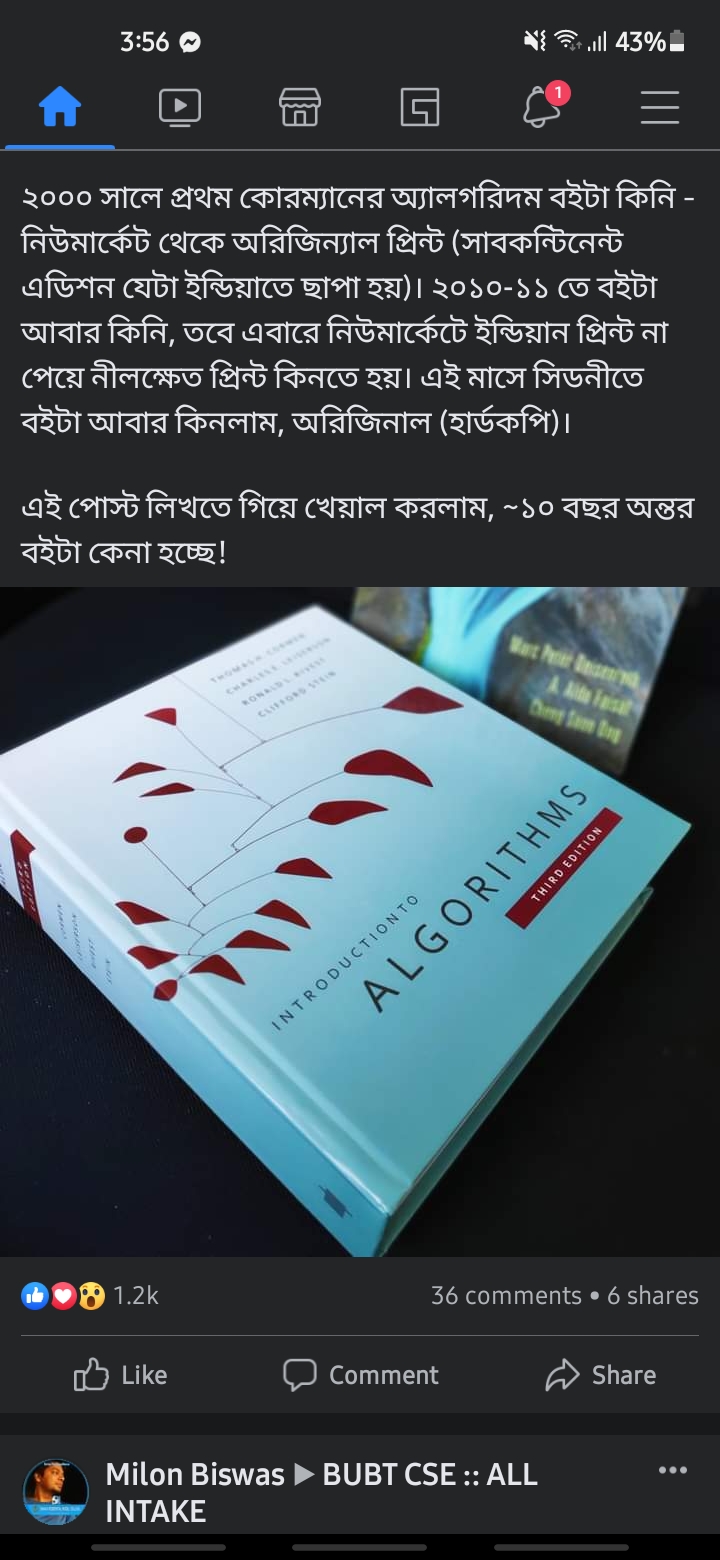 3:56
43%
1
২০০০ সালে প্রথম কোরম্যানের অ্যালগরিদম বইটা কিনি -
নিউমার্কেট থেকে অরিজিন্যাল প্রিন্ট (সাবকন্টিনেন্ট
এডিশন যেটা ইন্ডিয়াতে ছাপা হয়)। ২০১০-১১ তে বইটা
আবার কিনি, তবে এবারে নিউমার্কেটে ইন্ডিয়ান প্রিন্ট না
পেয়ে নীলক্ষেত প্রিন্ট কিনতে হয়। এই মাসে সিডনীতে
বইটা আবার কিনলাম, অরিজিনাল (হার্ডকপি)।
এই পোস্ট লিখতে গিয়ে খেয়াল করলাম, ~১০ বছর অন্তর
বইটা কেনা হচ্ছে!
THOMAS H. CORMEN
CHARLES E. LEISERSON
RONALD L. RIVEST
CLIFFORD STEIN
Marc Peter Deisenroth
A. Aldo Faisal
Cheng Soon Ong
INTRODUCTION TO
ALGORITHMS
THIRD EDITION
CORMEN
LEISERSON
RIVEST
STEIN
1.2k
36 comments • 6 shares
Like
Comment
Share
Milon Biswas ▶ BUBT CSE :: ALL
INTAKE